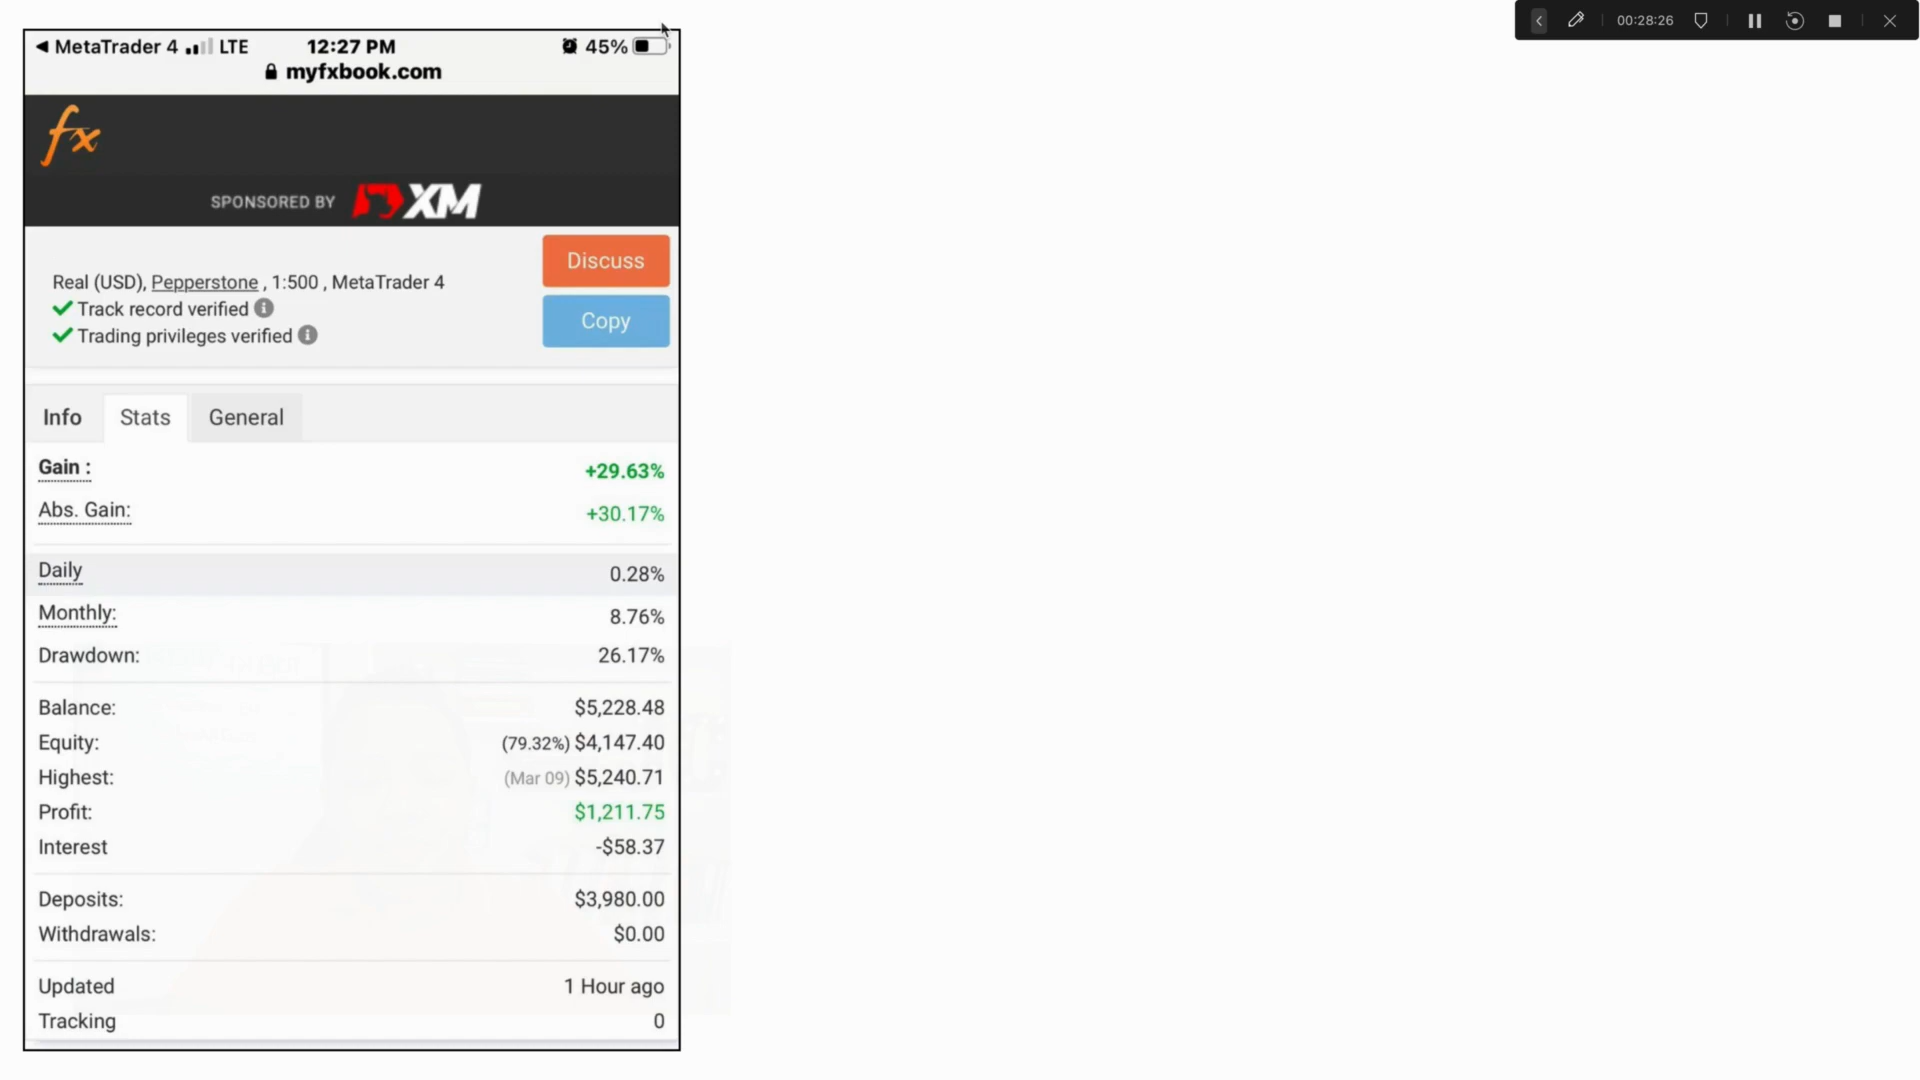 MetaTrader 4 LTE 12:27 PM 45%
myfxbook.com
00:28:26
fx
SPONSORED BY XM
Discuss
Real (USD), Pepperstone , 1:500 , MetaTrader 4
Track record verified
Copy
Trading privileges verified
Info Stats General
Gain : +29.63%
Abs. Gain: +30.17%
Daily 0.28%
Monthly: 8.76%
Drawdown: 26.17%
Balance: $5,228.48
Equity: (79.32%) $4,147.40
Highest: (Mar 09) $5,240.71
Profit: $1,211.75
Interest -$58.37
Deposits: $3,980.00
Withdrawals: $0.00
Updated 1 Hour ago
Tracking 0